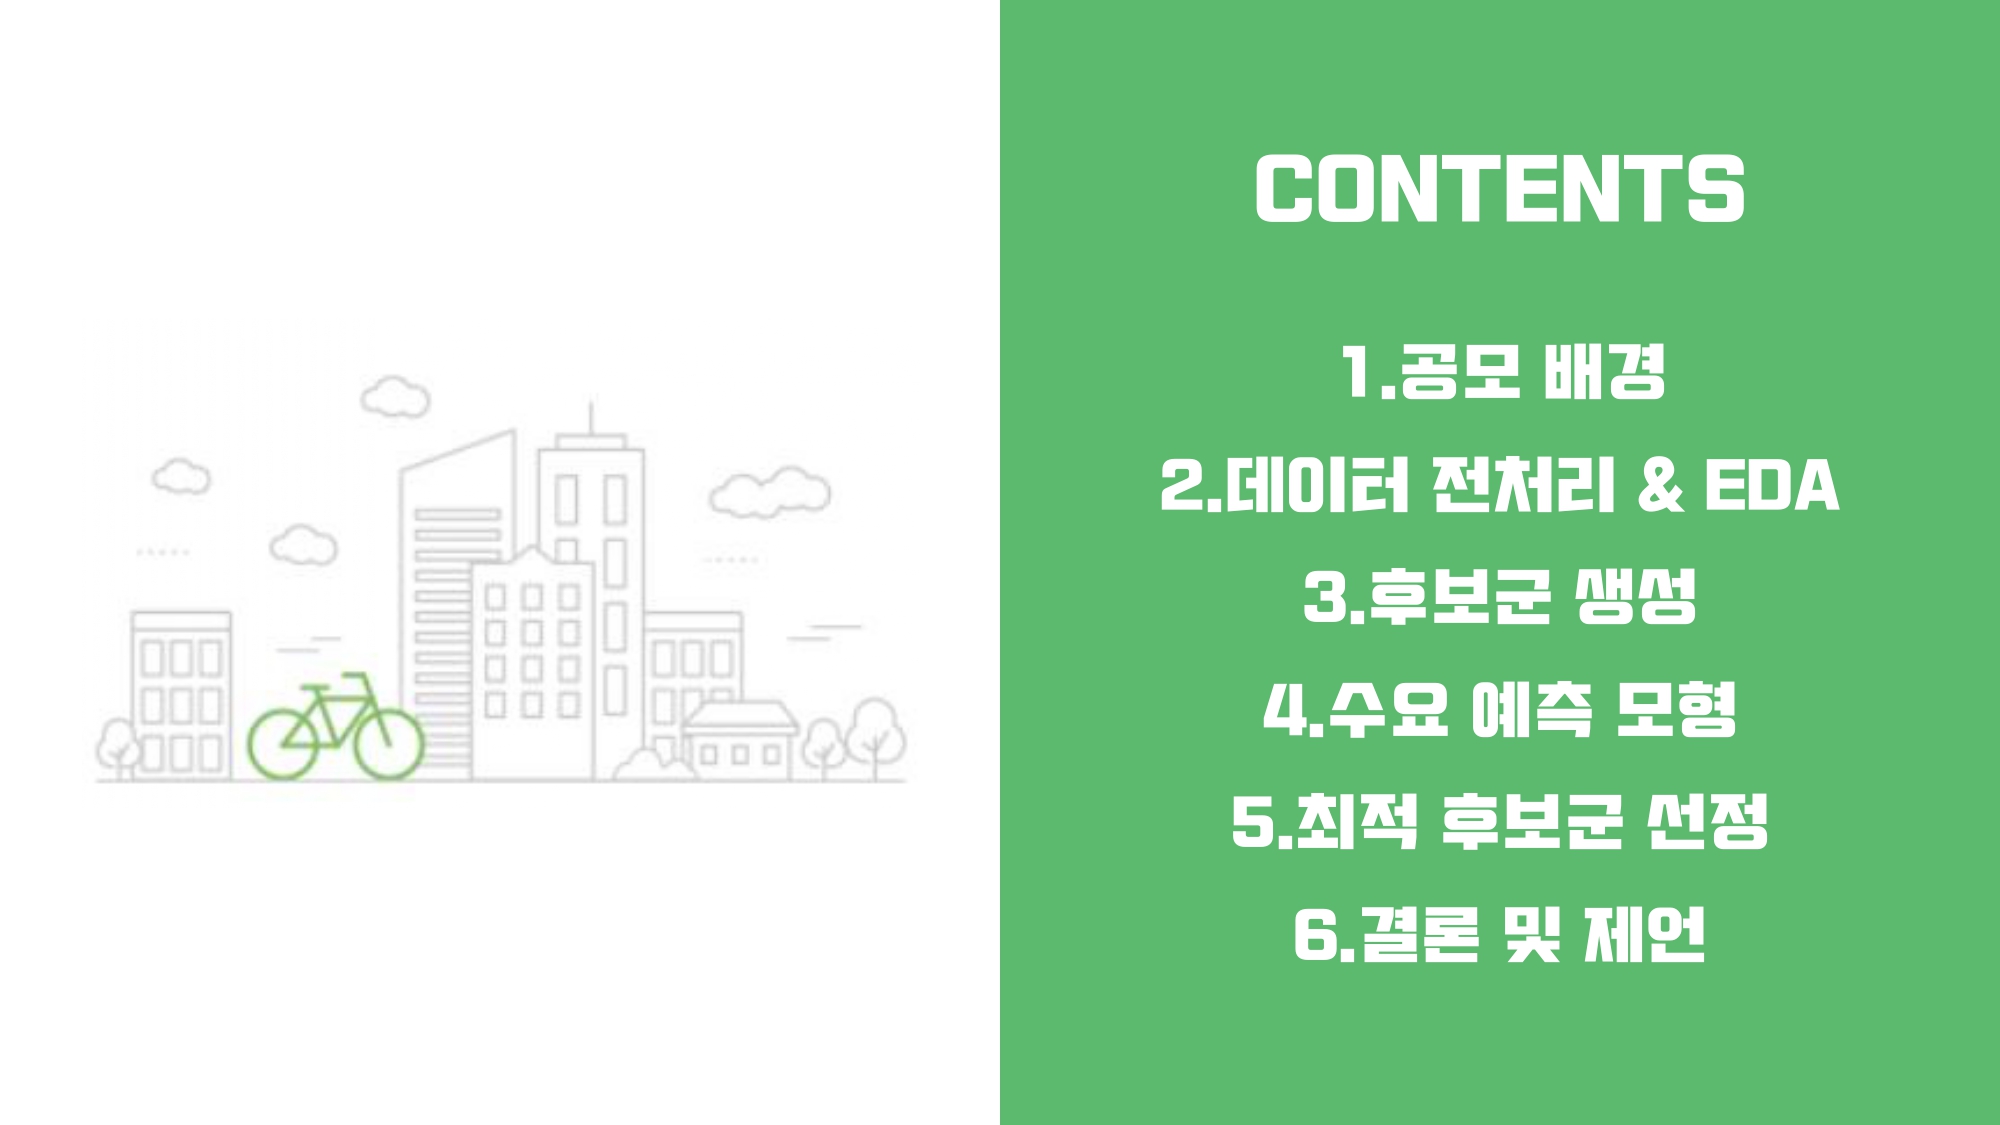 CONTENTS
1.공모 배경
2.데이터 전처리 & EDA
3.후보군 생성
4.수요 예측 모형
5.최적 후보군 선정
6.결론 및 제언